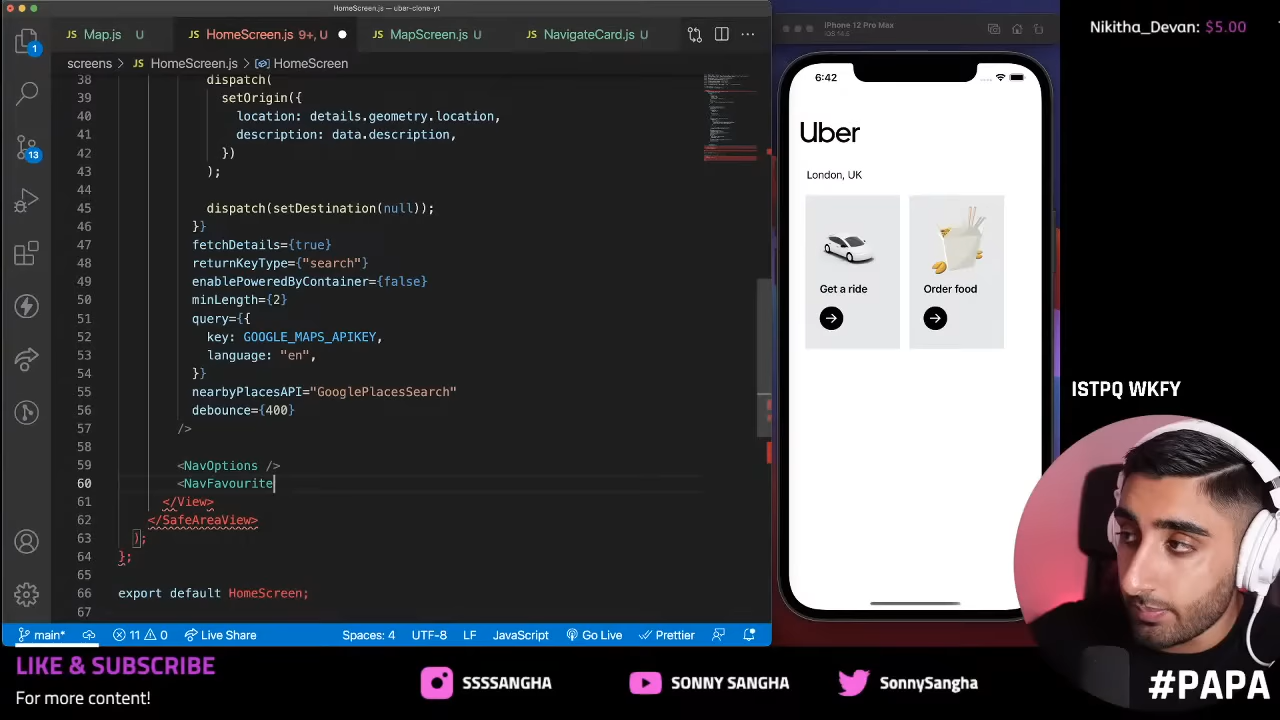 HomeScreen.js — uber-clone-yt
iPhone 12 Pro Max
iOS 14.5
Nikitha_Devan: $5.00
Map.js U
HomeScreen.js 9+, U
MapScreen.js U
NavigateCard.js U
screens > JS HomeScreen.js > HomeScreen
38 dispatch(
39 setOrigin({
40 location: details.geometry.location,
41 description: data.description,
42 })
43 );
44
45 dispatch(setDestination(null));
46 }}
47 fetchDetails={true}
48 returnKeyType={"search"}
49 enablePoweredByContainer={false}
50 minLength={2}
51 query={{
52 key: GOOGLE_MAPS_APIKEY,
53 language: "en",
54 }}
55 nearbyPlacesAPI="GooglePlacesSearch"
56 debounce={400}
57 />
58
59 <NavOptions />
60 <NavFavourite
61 </View>
62 </SafeAreaView>
63 );
64 };
65
66 export default HomeScreen;
67
1
13
6:42
Uber
London, UK
Get a ride
Order food
ISTPQ WKFY
main*
11 0
Live Share
Spaces: 4
UTF-8
LF
JavaScript
Go Live
Prettier
LIKE & SUBSCRIBE
For more content!
SSSSANGHA
SONNY SANGHA
SonnySangha
#PAPA